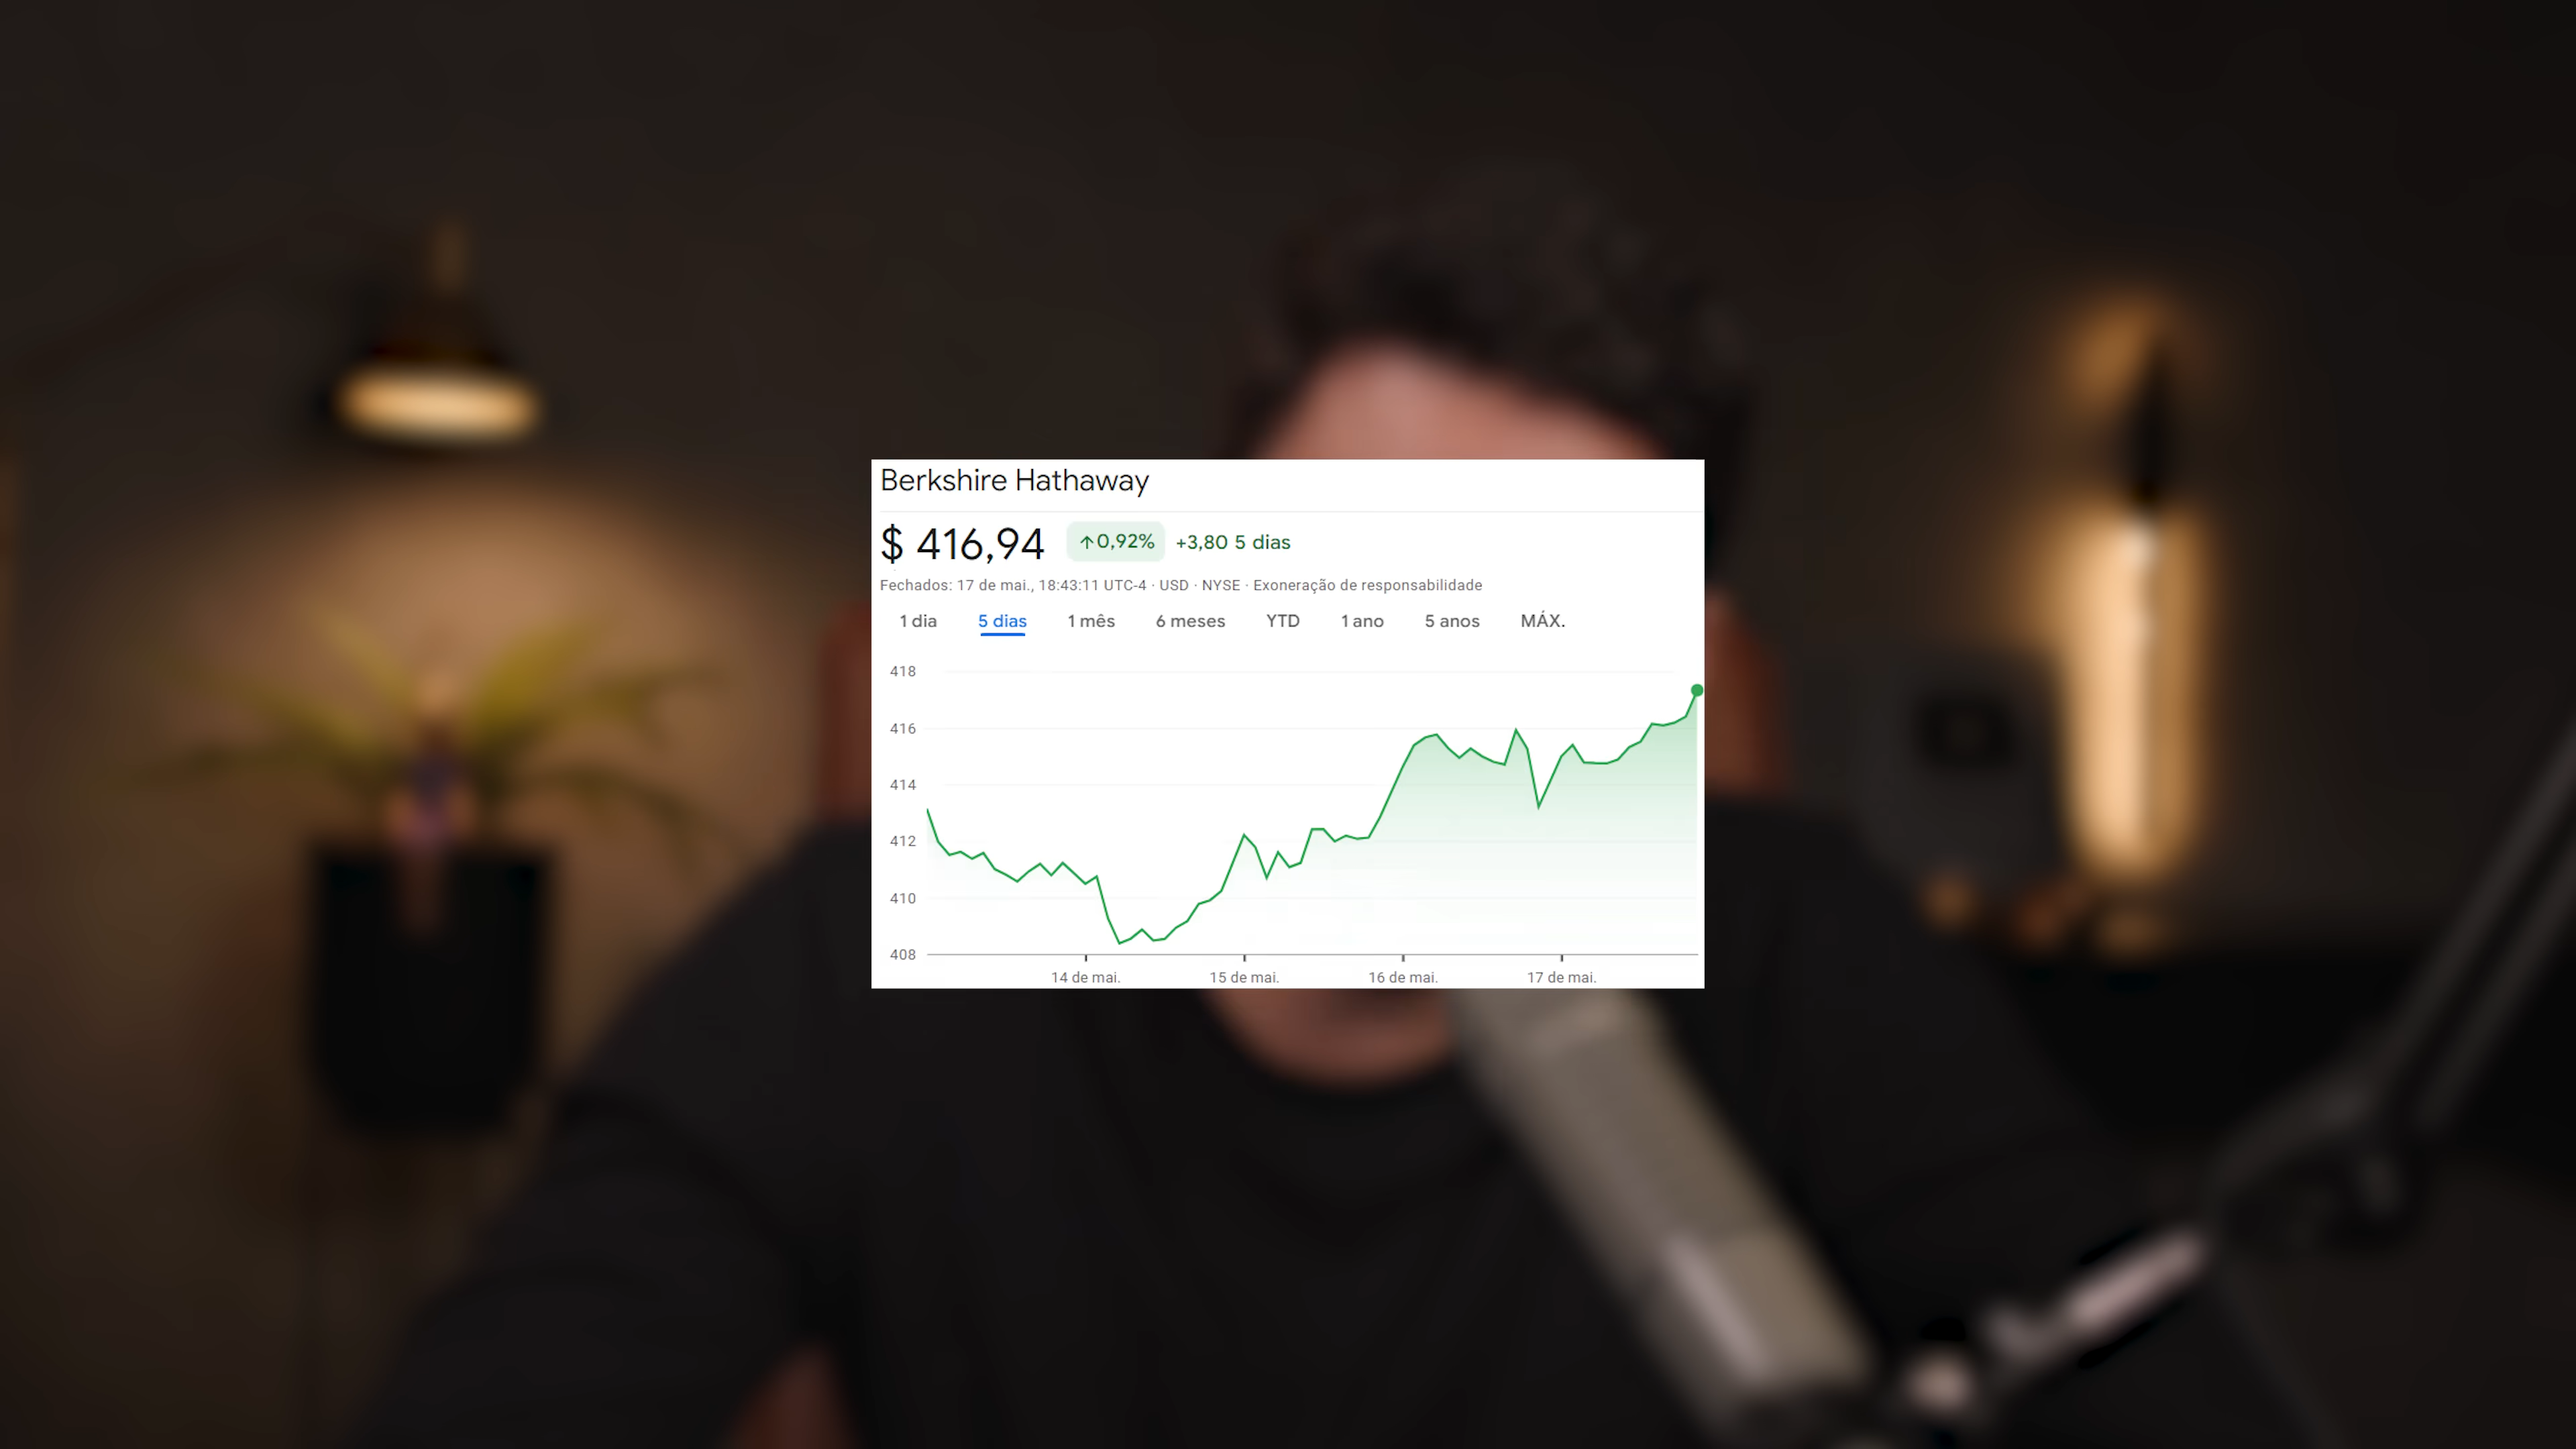 Berkshire Hathaway
$ 416,94 ↑0,92% +3,80 5 dias
Fechados: 17 de mai., 18:43:11 UTC-4 · USD · NYSE · Exoneração de responsabilidade
1 dia 5 dias 1 mês 6 meses YTD 1 ano 5 anos MÁX.
418
416
414
412
410
408
14 de mai. 15 de mai. 16 de mai. 17 de mai.